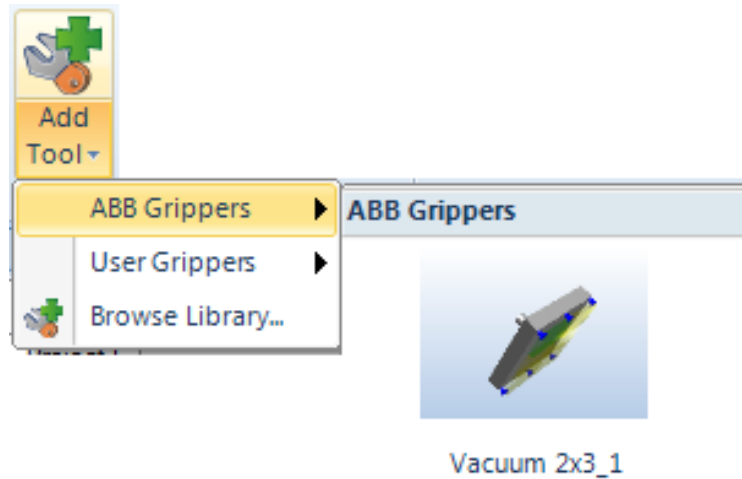 Add
Tool
ABB Grippers
ABB Grippers
User Grippers
Browse Library...
Vacuum 2x3_1